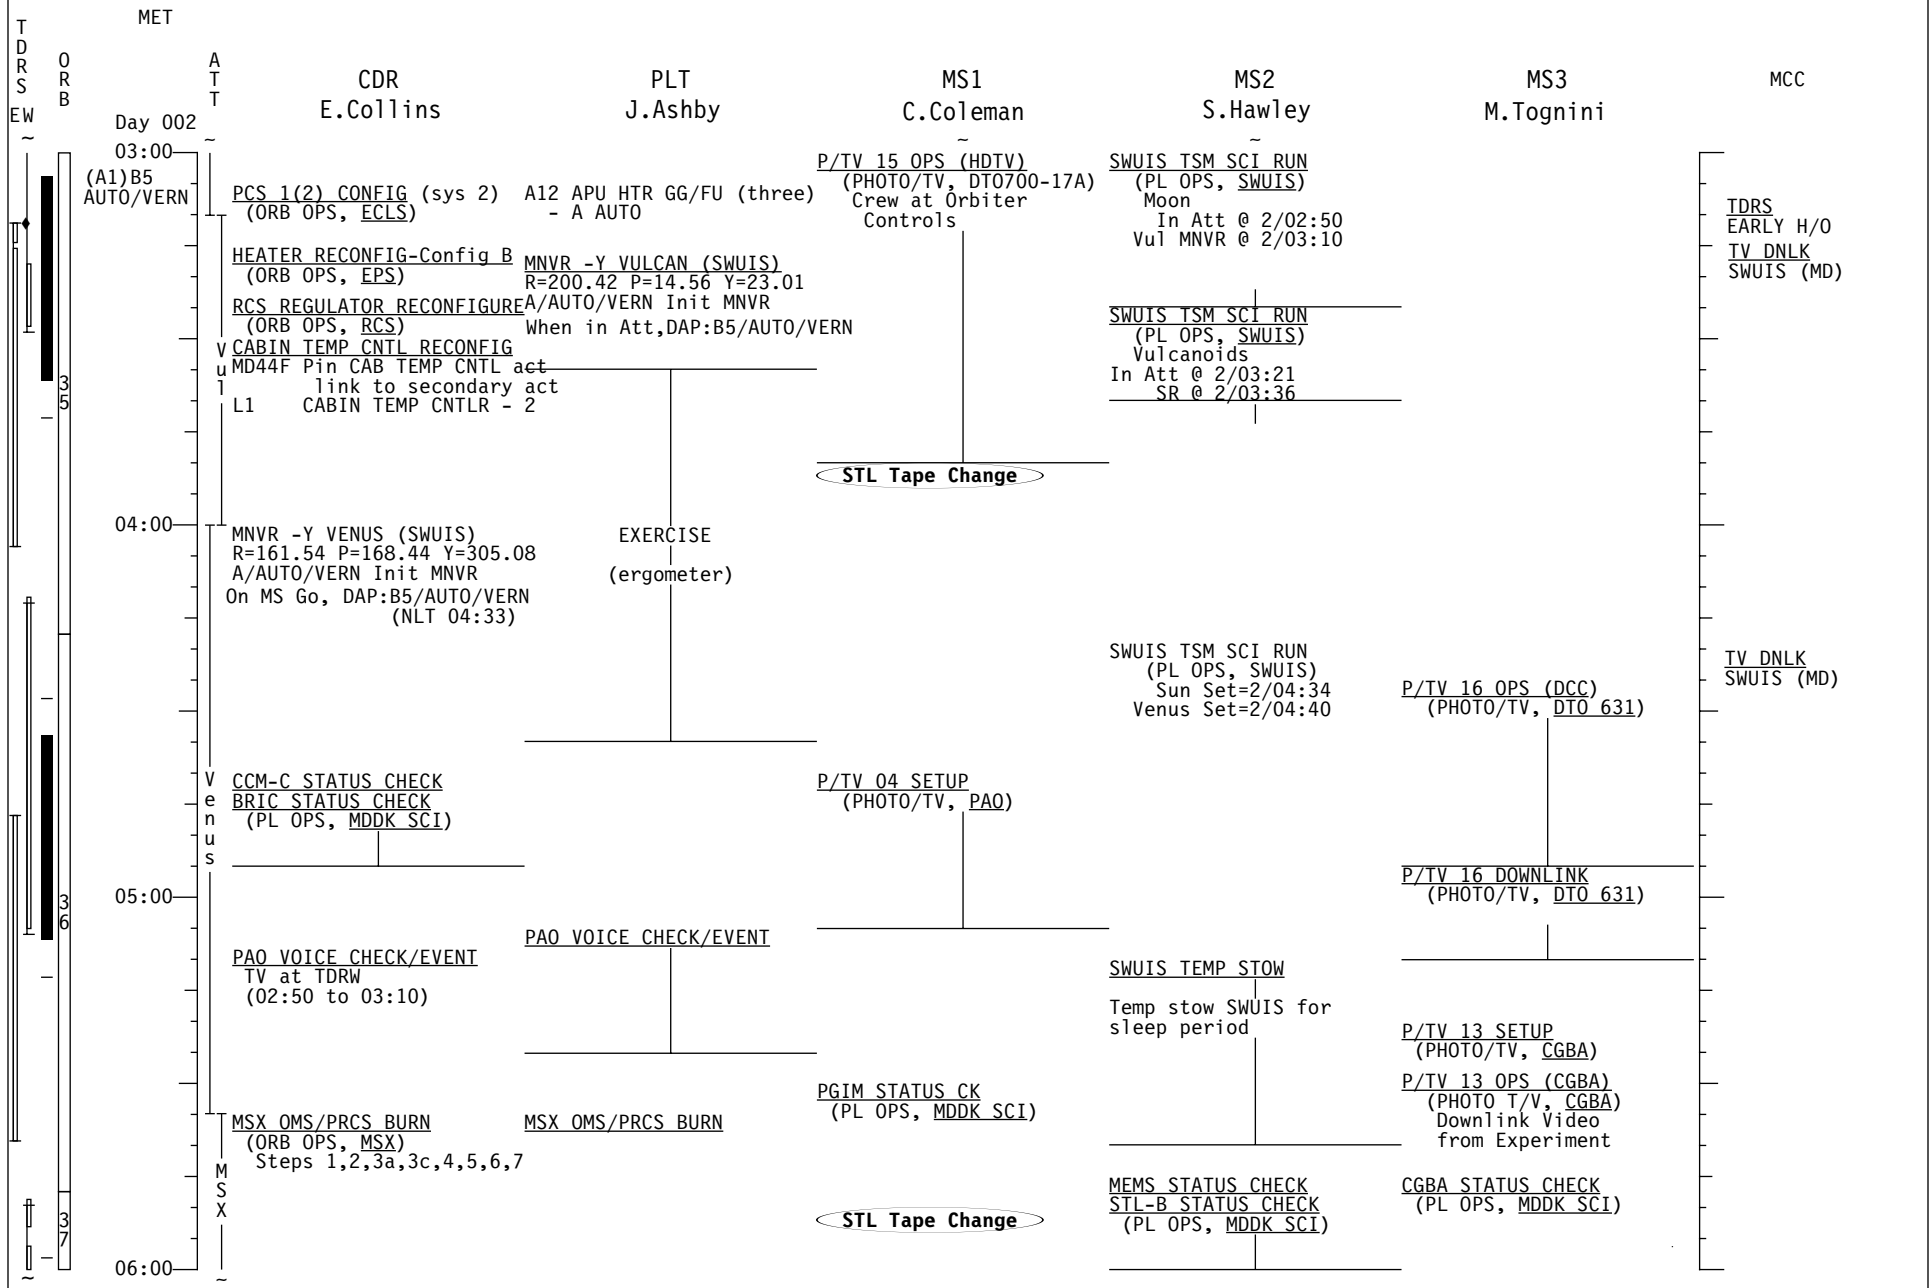 MET
TDRS
EW
ORB
ATT
CDR
E.Collins
PLT
J.Ashby
MS1
C.Coleman
MS2
S.Hawley
MS3
M.Tognini
MCC
Day 002
~
~
~
~
03:00
(A1)B5
AUTO/VERN
35
Vul
PCS 1(2) CONFIG (sys 2)
(ORB OPS, ECLS)
HEATER RECONFIG-Config B
(ORB OPS, EPS)
RCS REGULATOR RECONFIGURE
(ORB OPS, RCS)
CABIN TEMP CNTL RECONFIG
MD44F Pin CAB TEMP CNTL act
link to secondary act
L1 CABIN TEMP CNTLR - 2
A12 APU HTR GG/FU (three)
- A AUTO
MNVR -Y VULCAN (SWUIS)
R=200.42 P=14.56 Y=23.01
A/AUTO/VERN Init MNVR
When in Att,DAP:B5/AUTO/VERN
P/TV 15 OPS (HDTV)
(PHOTO/TV, DTO700-17A)
Crew at Orbiter
Controls
STL Tape Change
SWUIS TSM SCI RUN
(PL OPS, SWUIS)
Moon
In Att @ 2/02:50
Vul MNVR @ 2/03:10
SWUIS TSM SCI RUN
(PL OPS, SWUIS)
Vulcanoids
In Att @ 2/03:21
SR @ 2/03:36
TDRS
EARLY H/O
TV DNLK
SWUIS (MD)
04:00
Venus
MNVR -Y VENUS (SWUIS)
R=161.54 P=168.44 Y=305.08
A/AUTO/VERN Init MNVR
On MS Go, DAP:B5/AUTO/VERN
(NLT 04:33)
EXERCISE
(ergometer)
SWUIS TSM SCI RUN
(PL OPS, SWUIS)
Sun Set=2/04:34
Venus Set=2/04:40
P/TV 16 OPS (DCC)
(PHOTO/TV, DTO 631)
TV DNLK
SWUIS (MD)
CCM-C STATUS CHECK
BRIC STATUS CHECK
(PL OPS, MDDK SCI)
P/TV 04 SETUP
(PHOTO/TV, PAO)
P/TV 16 DOWNLINK
(PHOTO/TV, DTO 631)
05:00
36
PAO VOICE CHECK/EVENT
TV at TDRW
(02:50 to 03:10)
PAO VOICE CHECK/EVENT
SWUIS TEMP STOW
Temp stow SWUIS for
sleep period
P/TV 13 SETUP
(PHOTO/TV, CGBA)
P/TV 13 OPS (CGBA)
(PHOTO T/V, CGBA)
Downlink Video
from Experiment
PGIM STATUS CK
(PL OPS, MDDK SCI)
MSX OMS/PRCS BURN
(ORB OPS, MSX)
Steps 1,2,3a,3c,4,5,6,7
MSX OMS/PRCS BURN
MSX
37
STL Tape Change
MEMS STATUS CHECK
STL-B STATUS CHECK
(PL OPS, MDDK SCI)
CGBA STATUS CHECK
(PL OPS, MDDK SCI)
06:00
~
~